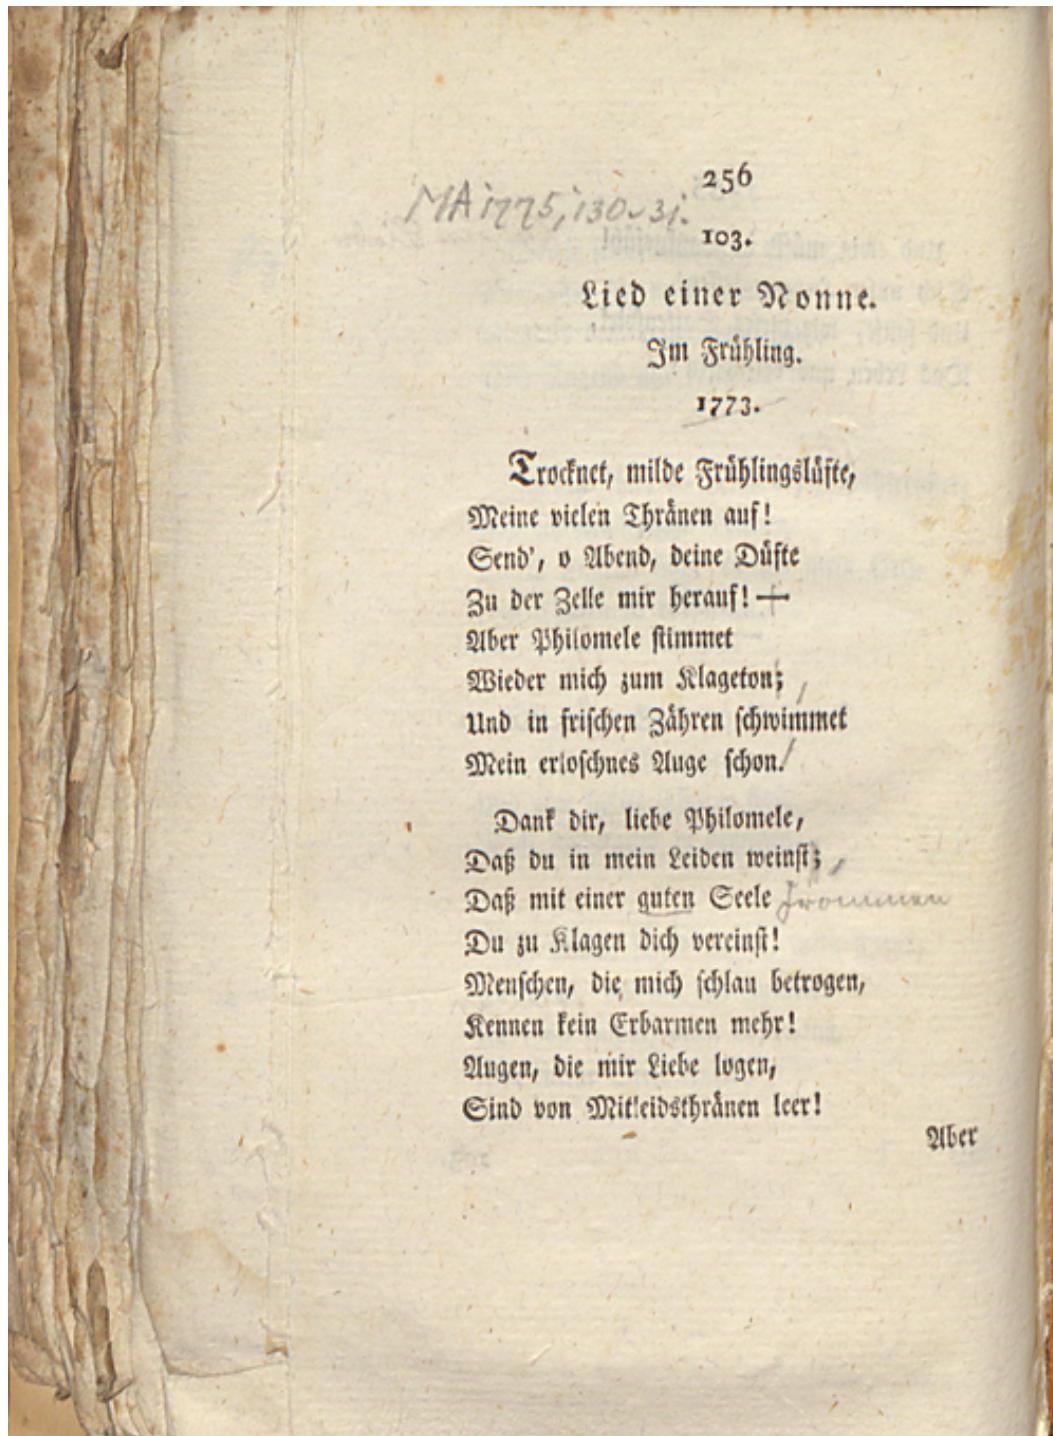 256
MA 1775, 130-31.
103.
Lied einer Nonne.
Im Frühling.
1773.
Trocknet, milde Frühlingslüfte,
Meine vielen Thränen auf!
Send', o Abend, deine Düfte
Zu der Zelle mir herauf! —
Aber Philomele stimmet
Wieder mich zum Klageton;
Und in frischen Zähren schwimmet
Mein erloschnes Auge schon.
Dank dir, liebe Philomele,
Daß du in mein Leiden weinst;
Daß mit einer guten Seele frommen
Du zu Klagen dich vereinst!
Menschen, die mich schlau betrogen,
Kennen kein Erbarmen mehr!
Augen, die mir Liebe logen,
Sind von Mitleidsthränen leer!
Aber